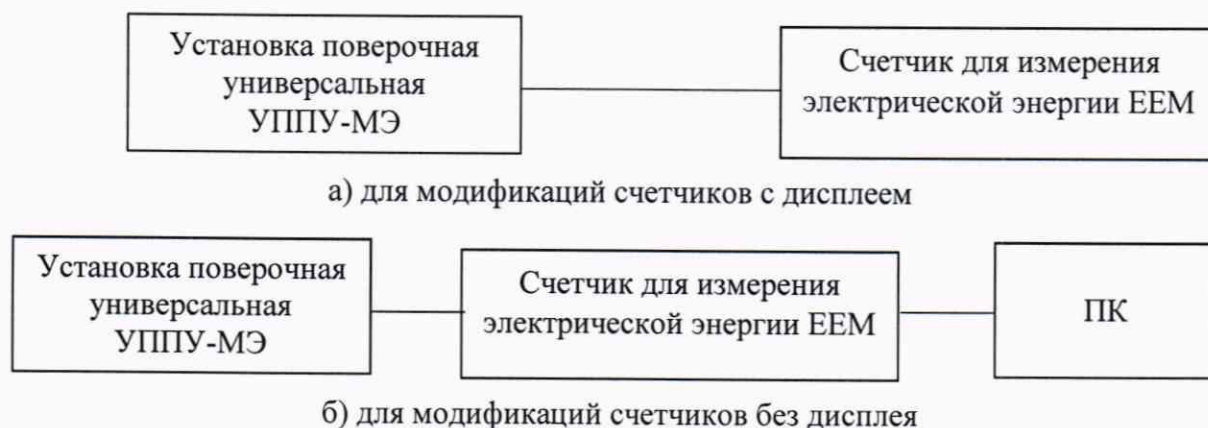 Установка поверочная
универсальная
УППУ-МЭ
Счетчик для измерения
электрической энергии ЕЕМ
а) для модификаций счетчиков с дисплеем
Установка поверочная
универсальная
УППУ-МЭ
Счетчик для измерения
электрической энергии ЕЕМ
ПК
б) для модификаций счетчиков без дисплея